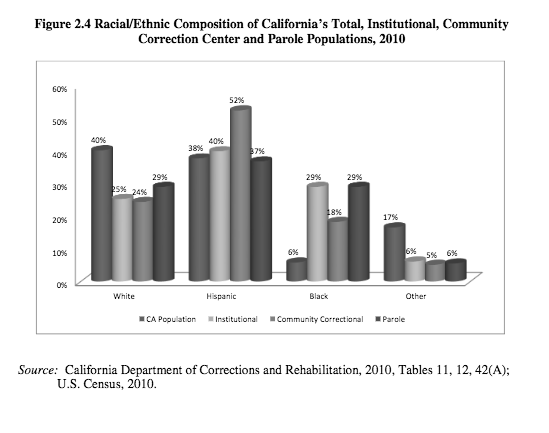 Figure 2.4 Racial/Ethnic Composition of California's Total, Institutional, Community
Correction Center and Parole Populations, 2010
60%
50%
40%
30%
20%
10%
0%
40%
25%
24%
29%
38%
40%
52%
37%
6%
29%
18%
29%
17%
6%
5%
6%
White
Hispanic
Black
Other
CA Population
Institutional
Community Correctional
Parole
Source: California Department of Corrections and Rehabilitation, 2010, Tables 11, 12, 42(A);
U.S. Census, 2010.